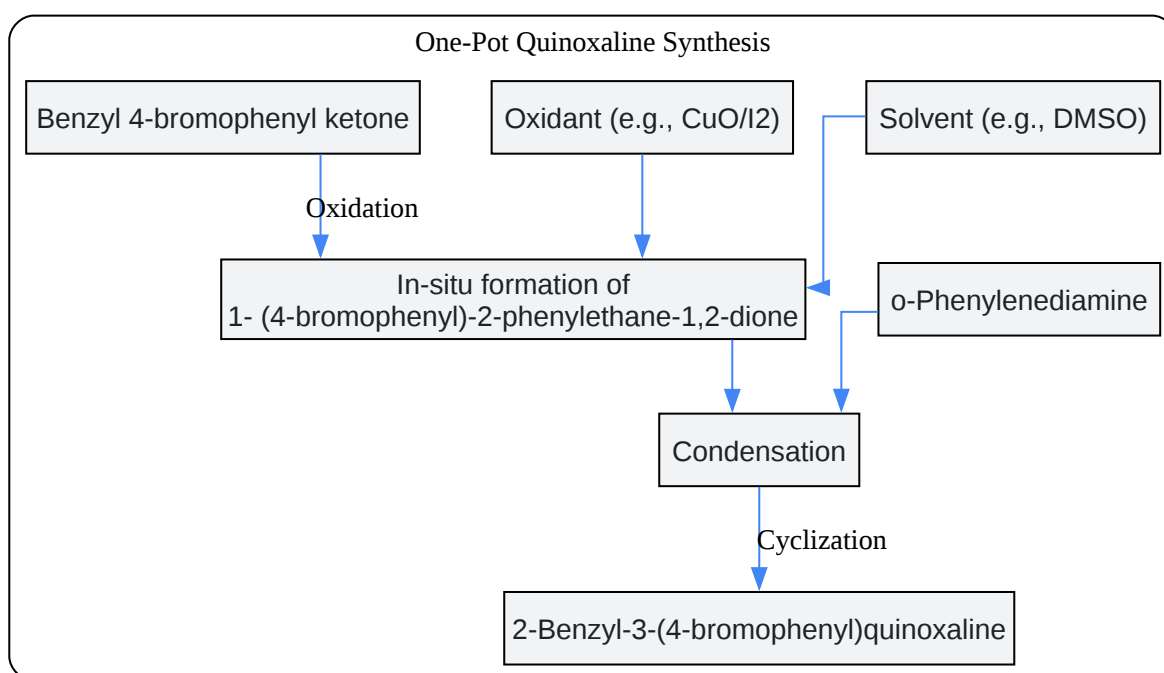 One-Pot Quinoxaline Synthesis
Benzyl 4-bromophenyl ketone
Oxidant (e.g., CuO/I2)
Solvent (e.g., DMSO)
Oxidation
In-situ formation of
1- (4-bromophenyl)-2-phenylethane-1,2-dione
o-Phenylenediamine
Condensation
Cyclization
2-Benzyl-3-(4-bromophenyl)quinoxaline